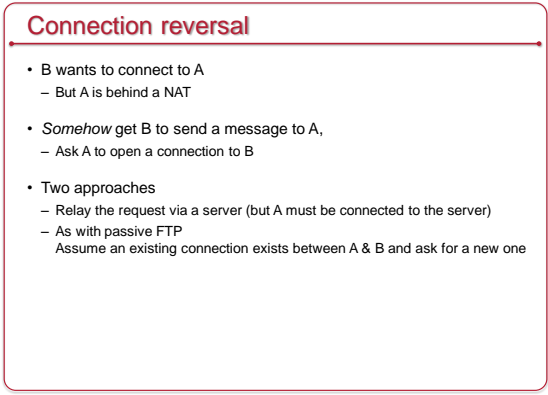 Connection reversal
• B wants to connect to A
– But A is behind a NAT
• Somehow get B to send a message to A,
– Ask A to open a connection to B
• Two approaches
– Relay the request via a server (but A must be connected to the server)
– As with passive FTP
Assume an existing connection exists between A & B and ask for a new one